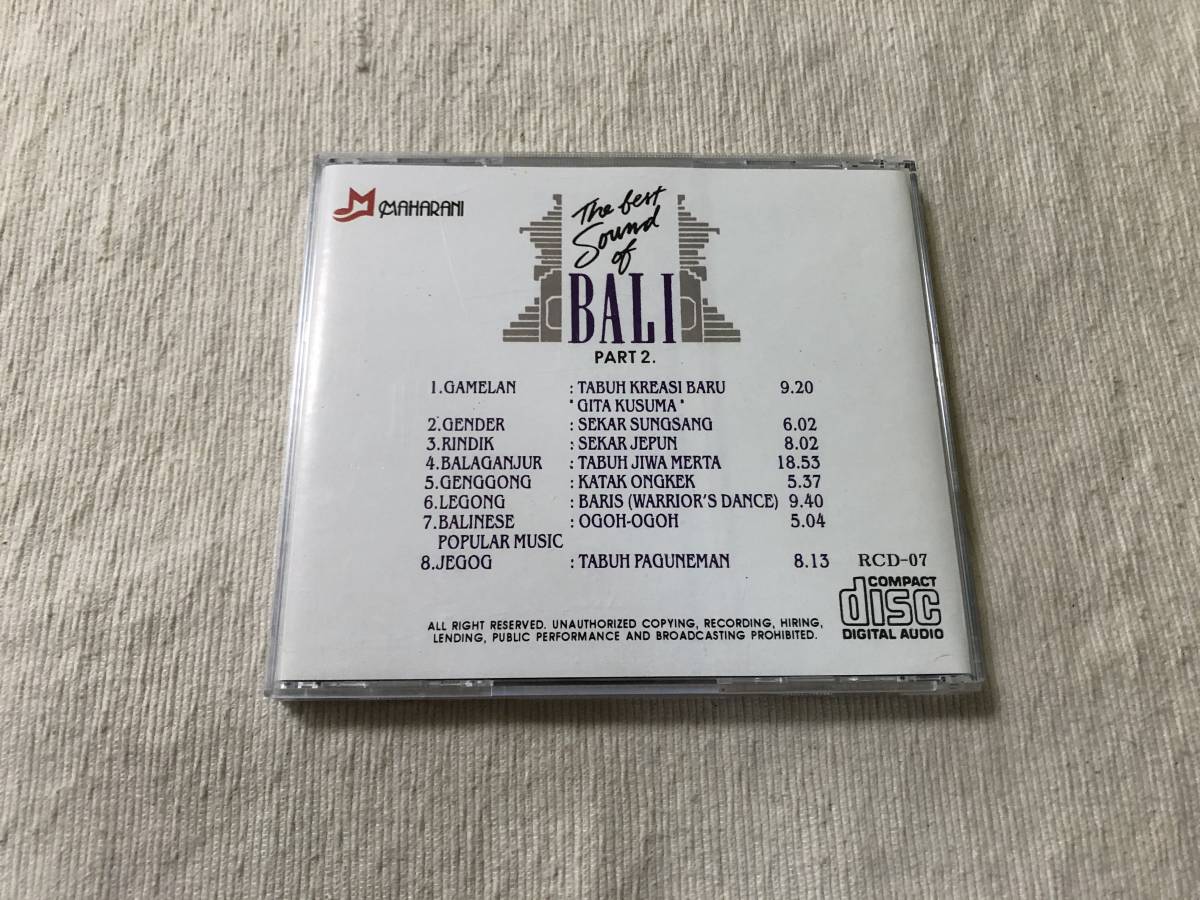 MAHARANI
The best
Sound
of
BALI
PART 2.
1.GAMELAN : TABUH KREASI BARU 9.20
" GITA KUSUMA "
2.GENDER : SEKAR SUNGSANG 6.02
3.RINDIK : SEKAR JEPUN 8.02
4.BALAGANJUR : TABUH JIWA MERTA 18.53
5.GENGGONG : KATAK ONGKEK 5.37
6.LEGONG : BARIS (WARRIOR'S DANCE) 9.40
7.BALINESE : OGOH-OGOH 5.04
POPULAR MUSIC
8.JEGOG : TABUH PAGUNEMAN 8.13
RCD-07
COMPACT
disc
DIGITAL AUDIO
ALL RIGHT RESERVED. UNAUTHORIZED COPYING, RECORDING, HIRING,
LENDING, PUBLIC PERFORMANCE AND BROADCASTING PROHIBITED.